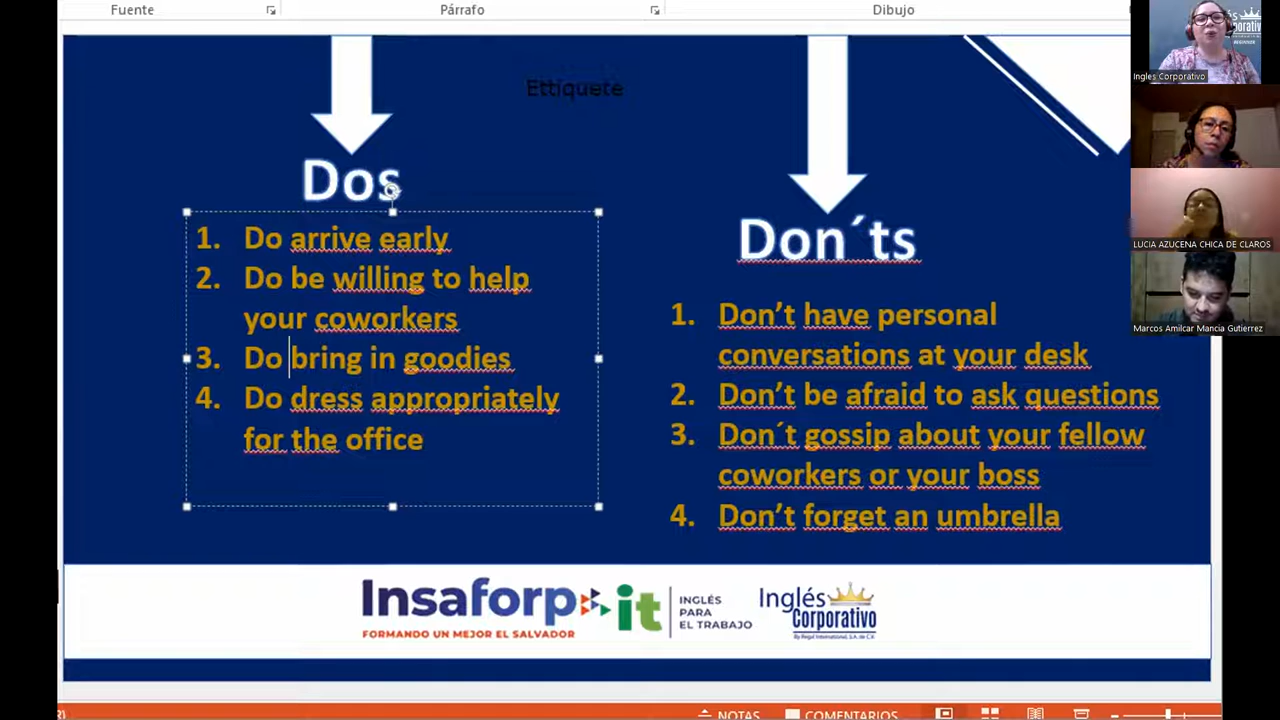 Fuente
Párrafo
Dibujo
Ettiquete
Dos
1. Do arrive early
2. Do be willing to help
your coworkers
3. Do bring in goodies
4. Do dress appropriately
for the office
Don´ts
1. Don’t have personal
conversations at your desk
2. Don’t be afraid to ask questions
3. Don´t gossip about your fellow
coworkers or your boss
4. Don’t forget an umbrella
Insaforp
FORMANDO UN MEJOR EL SALVADOR
it
INGLÉS
PARA
EL TRABAJO
Inglés
Corporativo
By Regal International, S.A. de C.V.
Ingles Corporativo
LUCIA AZUCENA CHICA DE CLAROS
Marcos Amilcar Mancia Gutierrez
NOTAS
COMENTARIOS